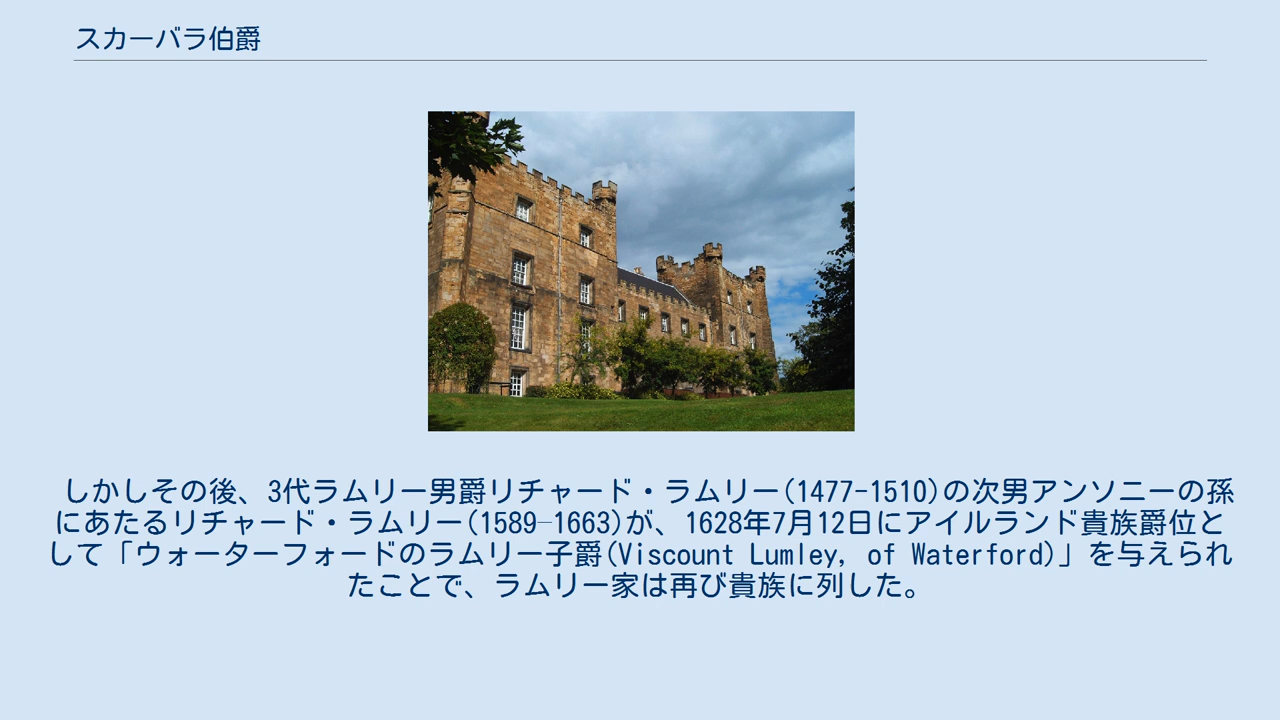 スカーバラ伯爵
しかしその後、3代ラムリー男爵リチャード・ラムリー(1477-1510)の次男アンソニーの孫
にあたるリチャード・ラムリー(1589–1663)が、1628年7月12日にアイルランド貴族爵位と
して「ウォーターフォードのラムリー子爵(Viscount Lumley, of Waterford)」を与えられ
たことで、ラムリー家は再び貴族に列した。